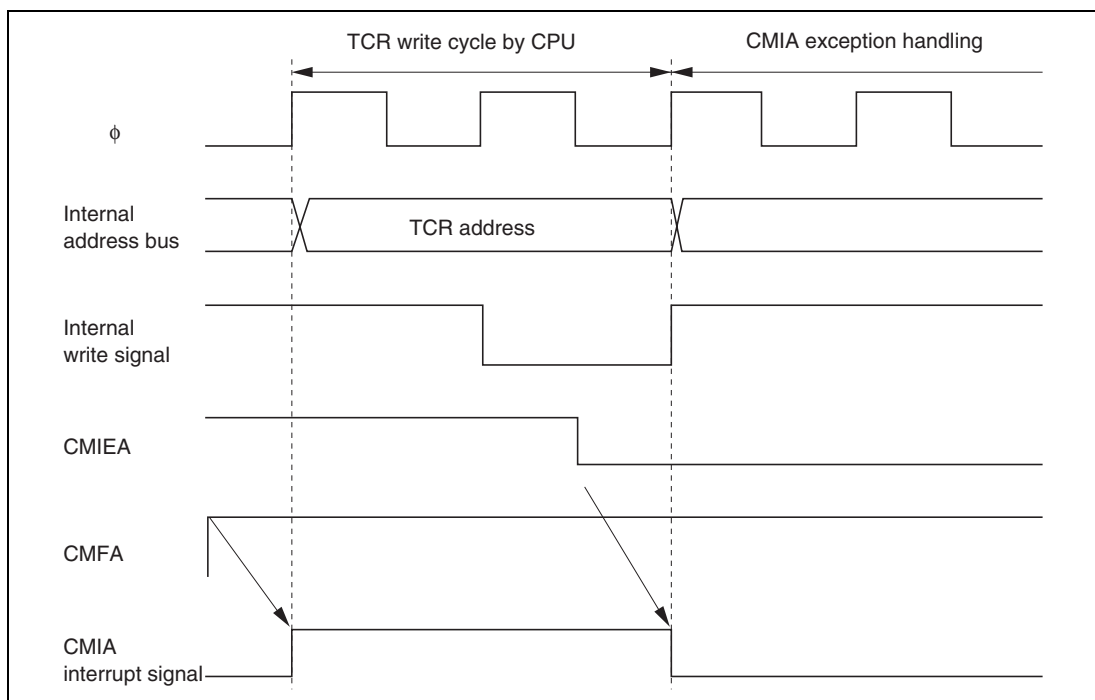 TCR write cycle by CPU
CMIA exception handling
ϕ
Internal
address bus
TCR address
Internal
write signal
CMIEA
CMFA
CMIA
interrupt signal